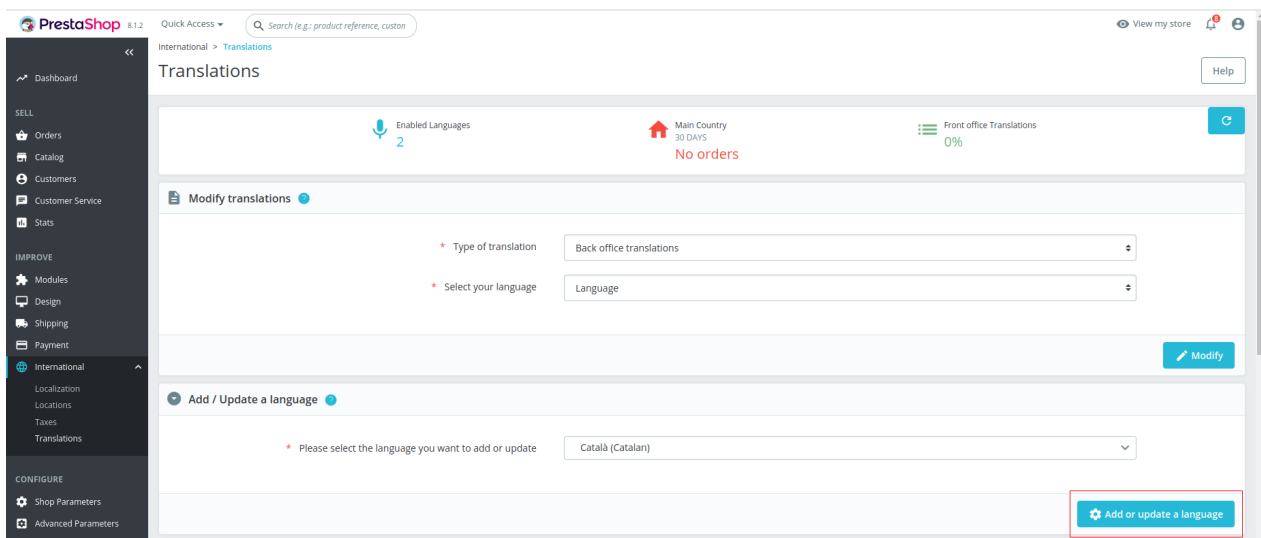 PrestaShop 8.1.2
Quick Access
Search (e.g.: product reference, custon
View my store
8
International > Translations
Translations
Help
Dashboard
SELL
Orders
Catalog
Customers
Customer Service
Stats
IMPROVE
Modules
Design
Shipping
Payment
International
Localization
Locations
Taxes
Translations
CONFIGURE
Shop Parameters
Advanced Parameters
Enabled Languages
2
Main Country
30 DAYS
No orders
Front office Translations
0%
Modify translations ?
* Type of translation
Back office translations
* Select your language
Language
Modify
Add / Update a language ?
* Please select the language you want to add or update
Català (Catalan)
Add or update a language